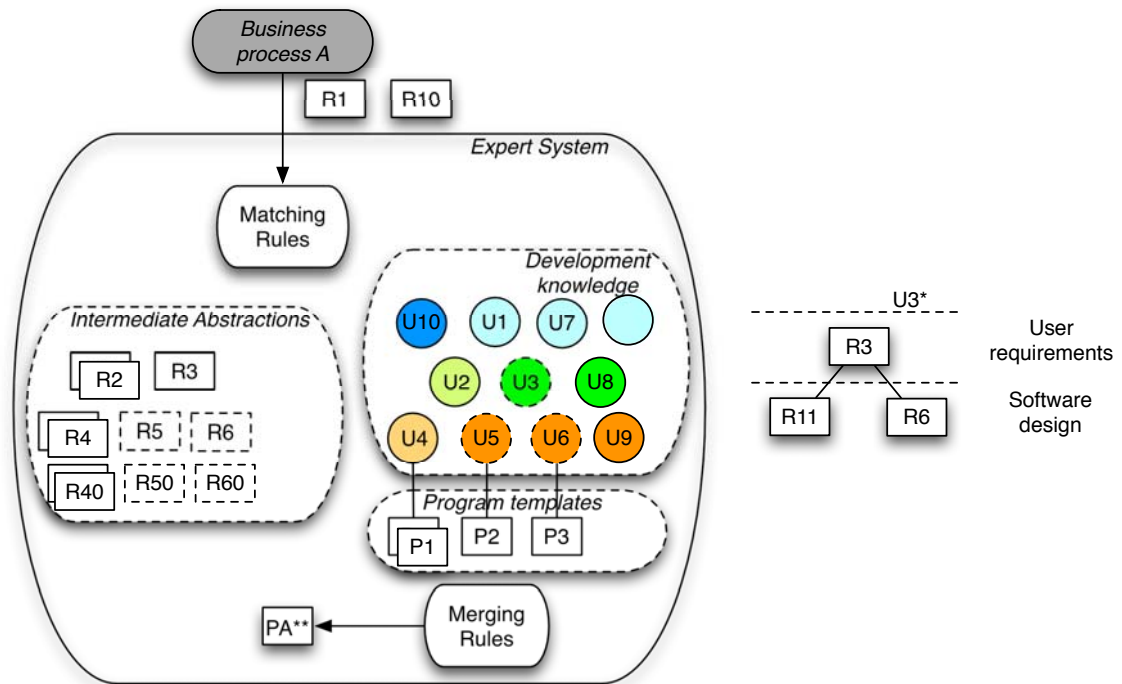 Business
process A
R1
R10
Expert System
Matching
Rules
Development
knowledge
U10
U1
U7
U2
U3
U8
U4
U5
U6
U9
Intermediate Abstractions
R2
R3
R4
R5
R6
R40
R50
R60
Program templates
P1
P2
P3
PA**
Merging
Rules
U3*
User
requirements
R3
Software
design
R11
R6